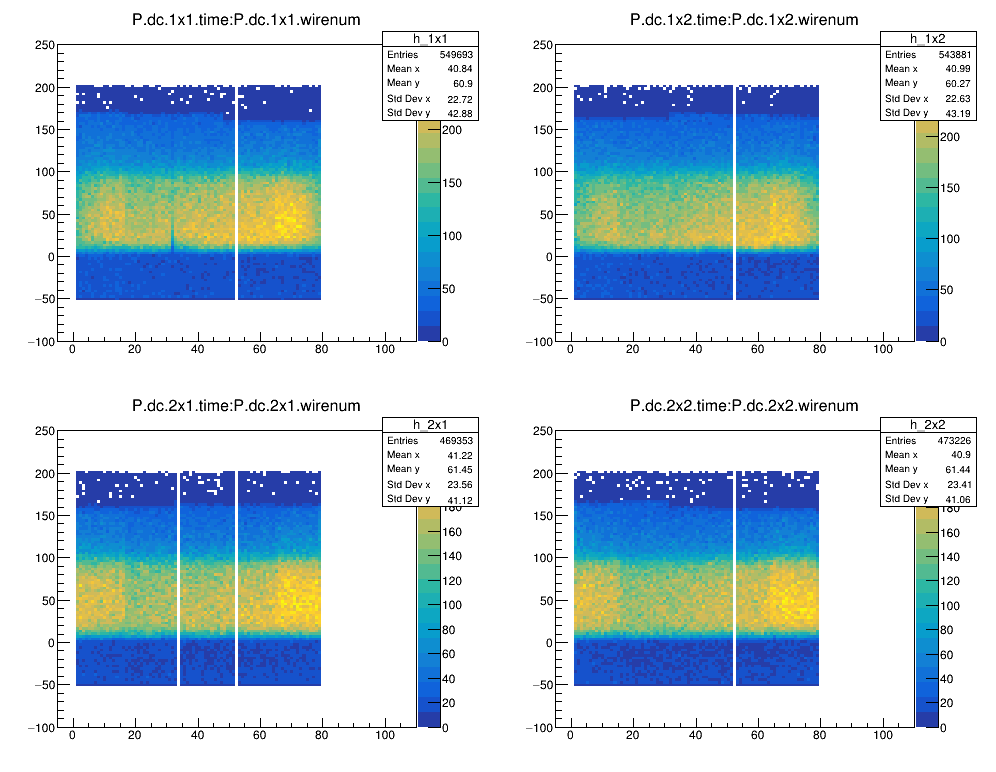 P.dc.1x1.time:P.dc.1x1.wirenum
h_1x1
Entries 549693
Mean x 40.84
Mean y 60.9
Std Dev x 22.72
Std Dev y 42.88
250
200
150
100
50
0
−50
−100
0 20 40 60 80 100
200
150
100
50
0
P.dc.1x2.time:P.dc.1x2.wirenum
h_1x2
Entries 543881
Mean x 40.99
Mean y 60.27
Std Dev x 22.63
Std Dev y 43.19
250
200
150
100
50
0
−50
−100
0 20 40 60 80 100
200
150
100
50
0
P.dc.2x1.time:P.dc.2x1.wirenum
h_2x1
Entries 469353
Mean x 41.22
Mean y 61.45
Std Dev x 23.56
Std Dev y 41.12
250
200
150
100
50
0
−50
−100
0 20 40 60 80 100
180
160
140
120
100
80
60
40
20
0
P.dc.2x2.time:P.dc.2x2.wirenum
h_2x2
Entries 473226
Mean x 40.9
Mean y 61.44
Std Dev x 23.41
Std Dev y 41.06
250
200
150
100
50
0
−50
−100
0 20 40 60 80 100
180
160
140
120
100
80
60
40
20
0